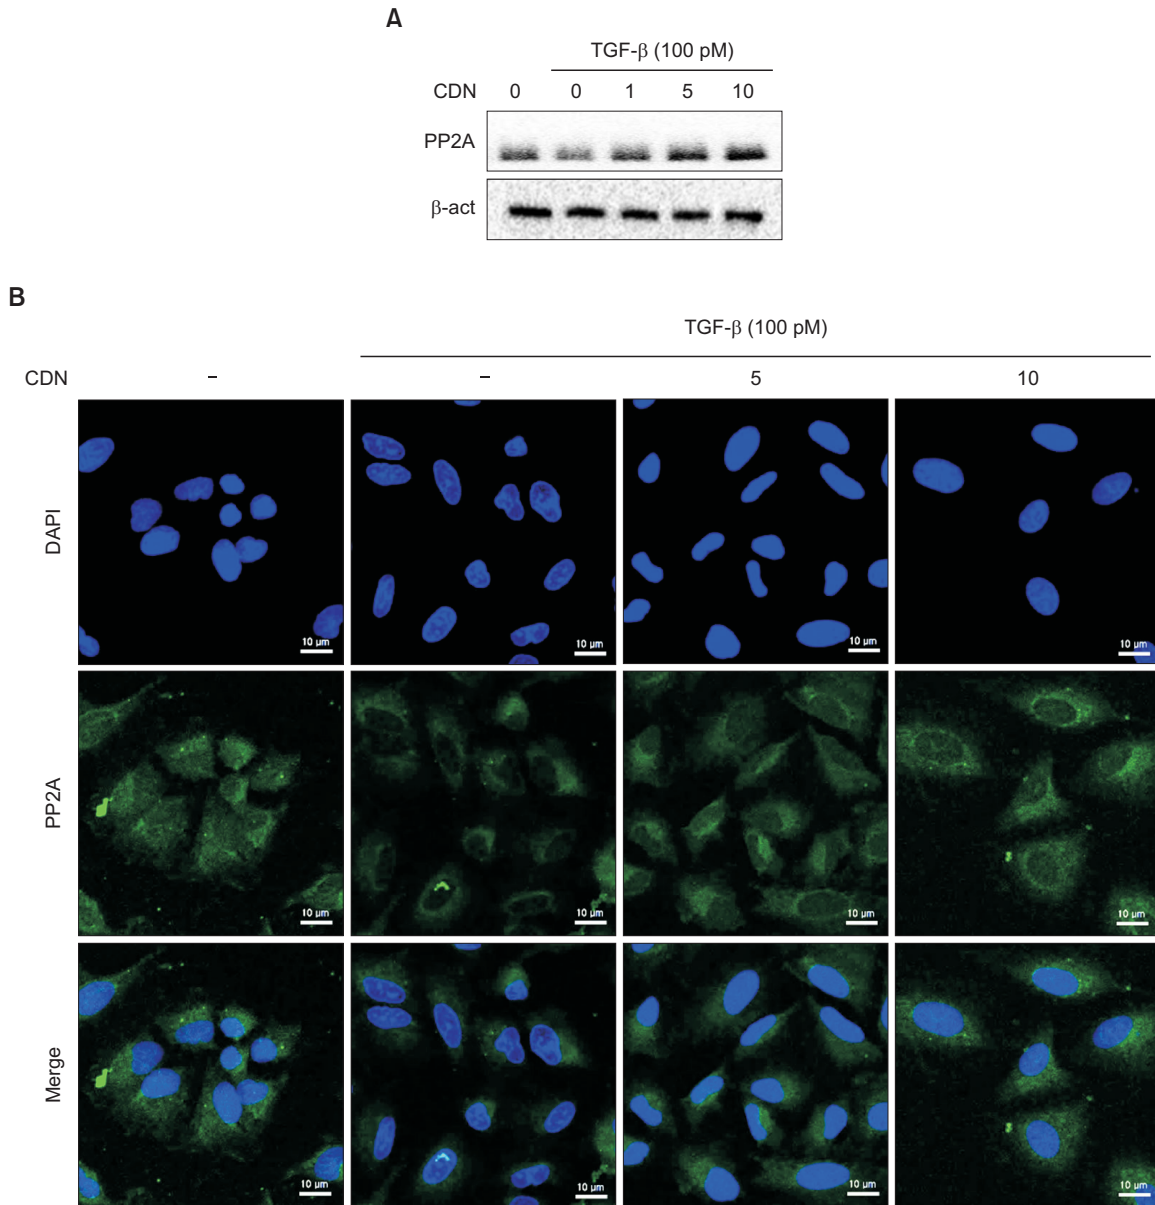 A
TGF-β (100 pM)
CDN 0 0 1 5 10
PP2A
β-act
B
TGF-β (100 pM)
CDN – – 5 10
DAPI
10 µm 10 µm 10 µm 10 µm
PP2A
10 µm 10 µm 10 µm 10 µm
Merge
10 µm 10 µm 10 µm 10 µm